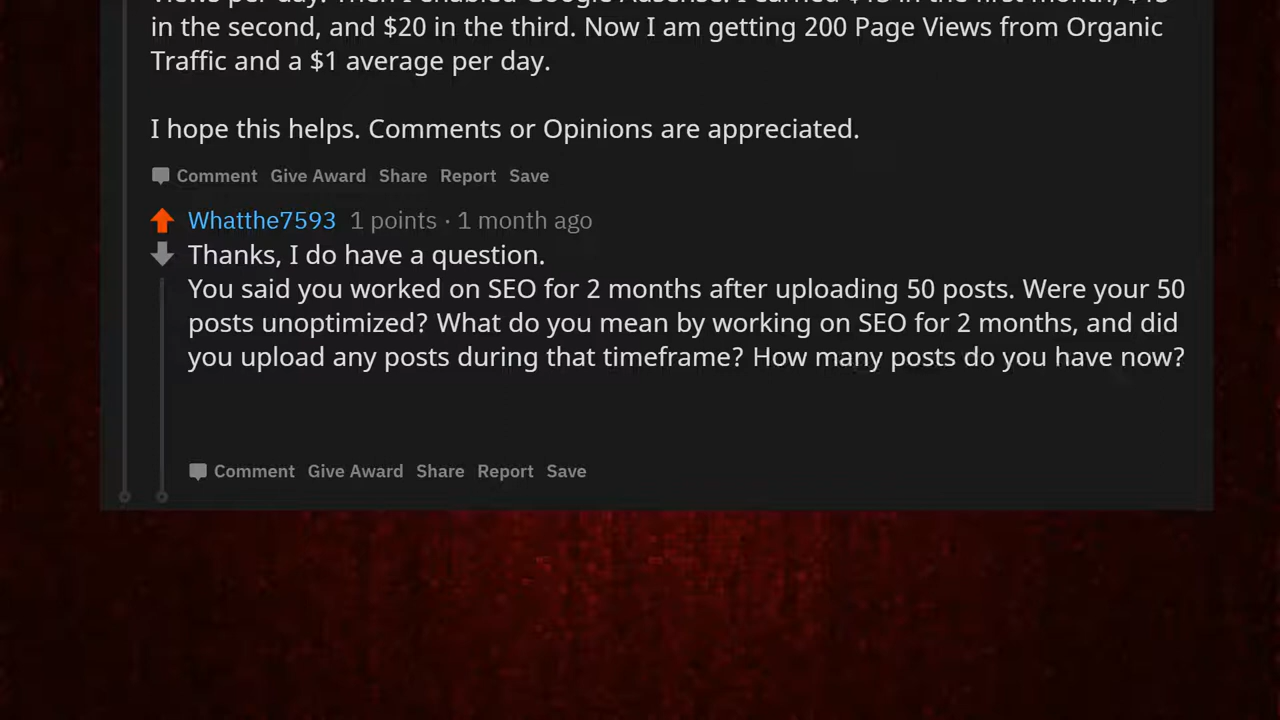 in the second, and $20 in the third. Now I am getting 200 Page Views from Organic
Traffic and a $1 average per day.
I hope this helps. Comments or Opinions are appreciated.
Comment Give Award Share Report Save
Whatthe7593 1 points · 1 month ago
Thanks, I do have a question.
You said you worked on SEO for 2 months after uploading 50 posts. Were your 50
posts unoptimized? What do you mean by working on SEO for 2 months, and did
you upload any posts during that timeframe? How many posts do you have now?
Comment Give Award Share Report Save